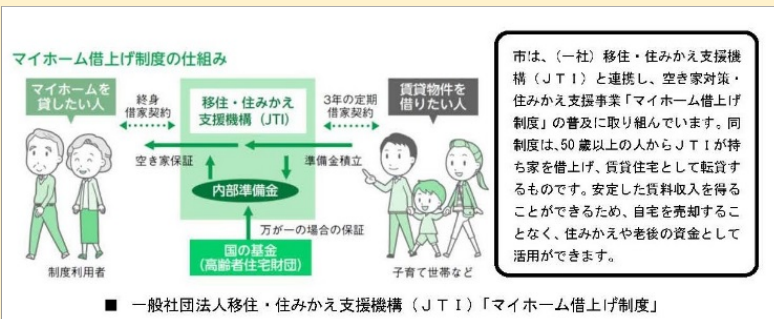 マイホーム借上げ制度の仕組み
マイホームを
貸したい人
終身
借家契約
移住・住みかえ
支援機構(JTI)
3年の定期
借家契約
賃貸物件を
借りたい人
空き家保証
準備金積立
内部準備金
万が一の場合の保証
国の基金
(高齢者住宅財団)
制度利用者
子育て世帯など
市は、(一社)移住・住みかえ支援機
構(JTI)と連携し、空き家対策・
住みかえ支援事業「マイホーム借上げ
制度」の普及に取り組んでいます。同
制度は、50歳以上の人からJTIが持
ち家を借上げ、賃貸住宅として転貸す
るものです。安定した賃料収入を得る
ことができるため、自宅を売却するこ
となく、住みかえや老後の資金として
活用ができます。
■ 一般社団法人移住・住みかえ支援機構(JTI)「マイホーム借上げ制度」